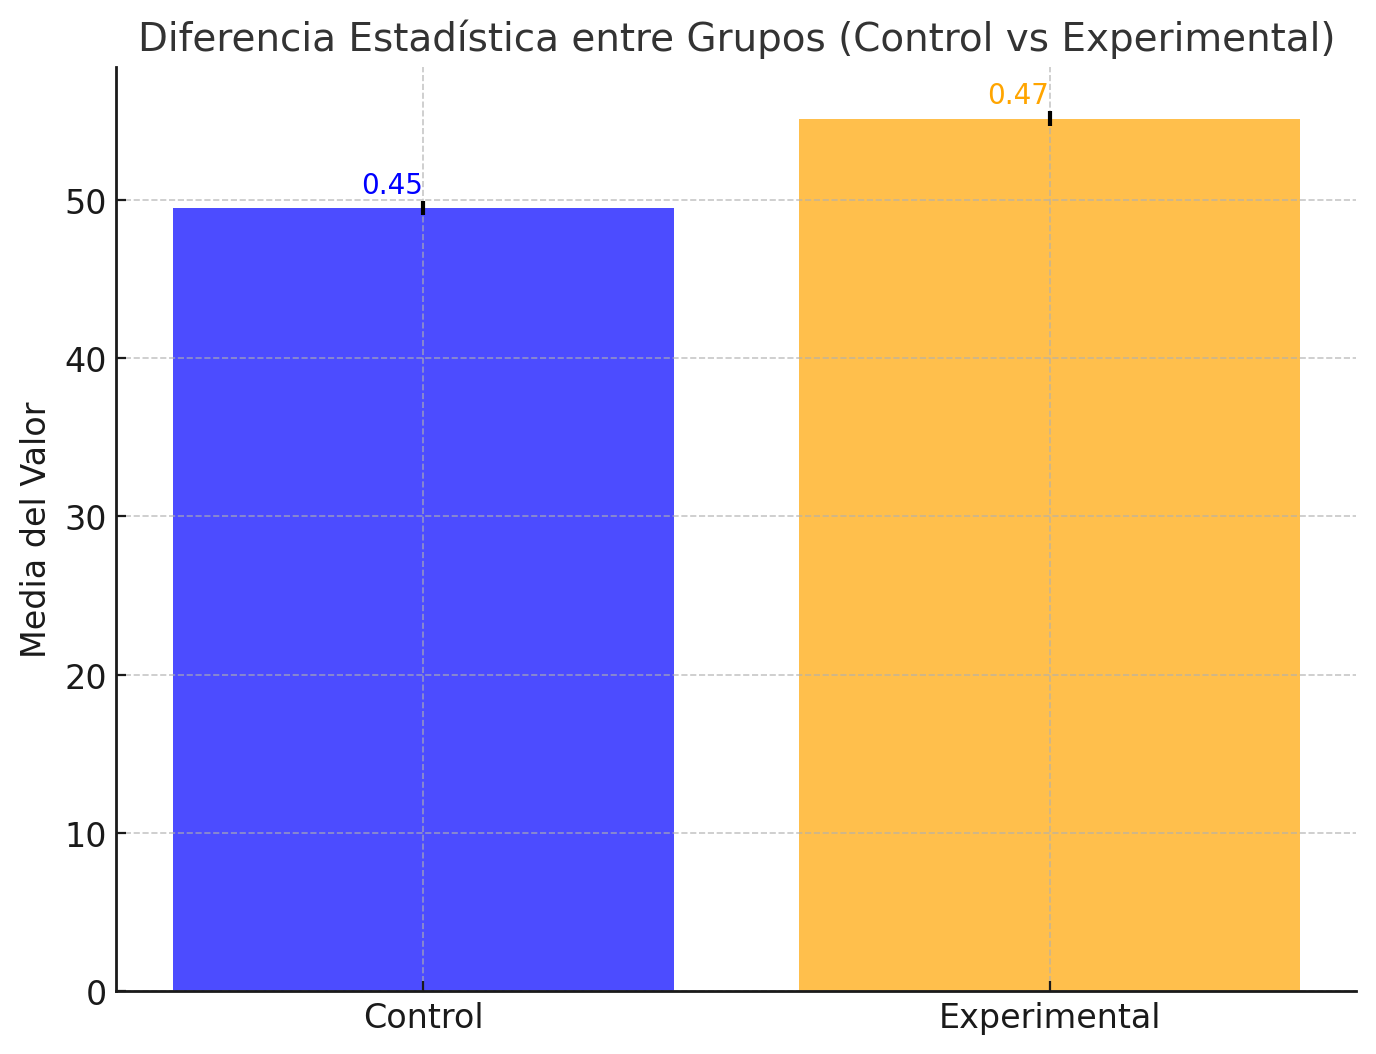 Diferencia Estadística entre Grupos (Control vs Experimental)
0.47
0.45
50
40
30
20
10
0
Media del Valor
Control
Experimental